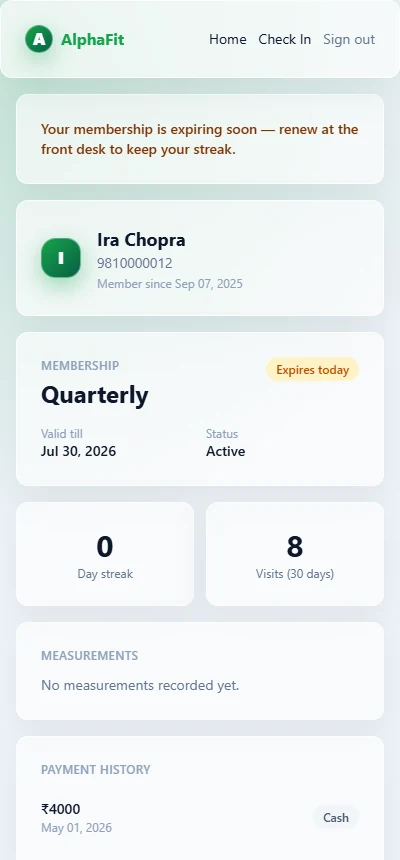 A AlphaFit Home Check In Sign out
Your membership is expiring soon — renew at the
front desk to keep your streak.
I
Ira Chopra
9810000012
Member since Sep 07, 2025
MEMBERSHIP
Expires today
Quarterly
Valid till Status
Jul 30, 2026 Active
0 8
Day streak Visits (30 days)
MEASUREMENTS
No measurements recorded yet.
PAYMENT HISTORY
₹4000
Cash
May 01, 2026